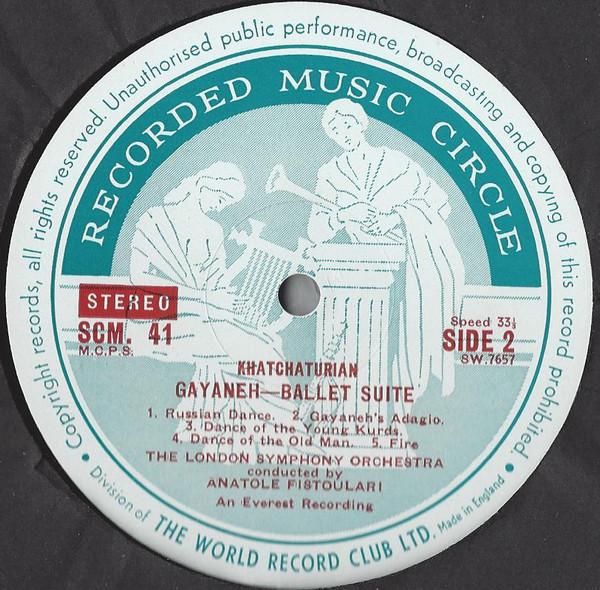 Copyright records, all rights reserved. Unauthorised public performance, broadcasting and copying of this record prohibited.
RECORDED MUSIC CIRCLE
STEREO
SCM. 41
M.C.P.S.
Speed 33⅓
SIDE 2
SW.7657
KHATCHATURIAN
GAYANEH—BALLET SUITE
1. Russian Dance. 2. Gayaneh's Adagio.
3. Dance of the Young Kurds.
4. Dance of the Old Man. 5. Fire
THE LONDON SYMPHONY ORCHESTRA
conducted by
ANATOLE FISTOULARI
An Everest Recording
• Division of THE WORLD RECORD CLUB LTD. Made in England •